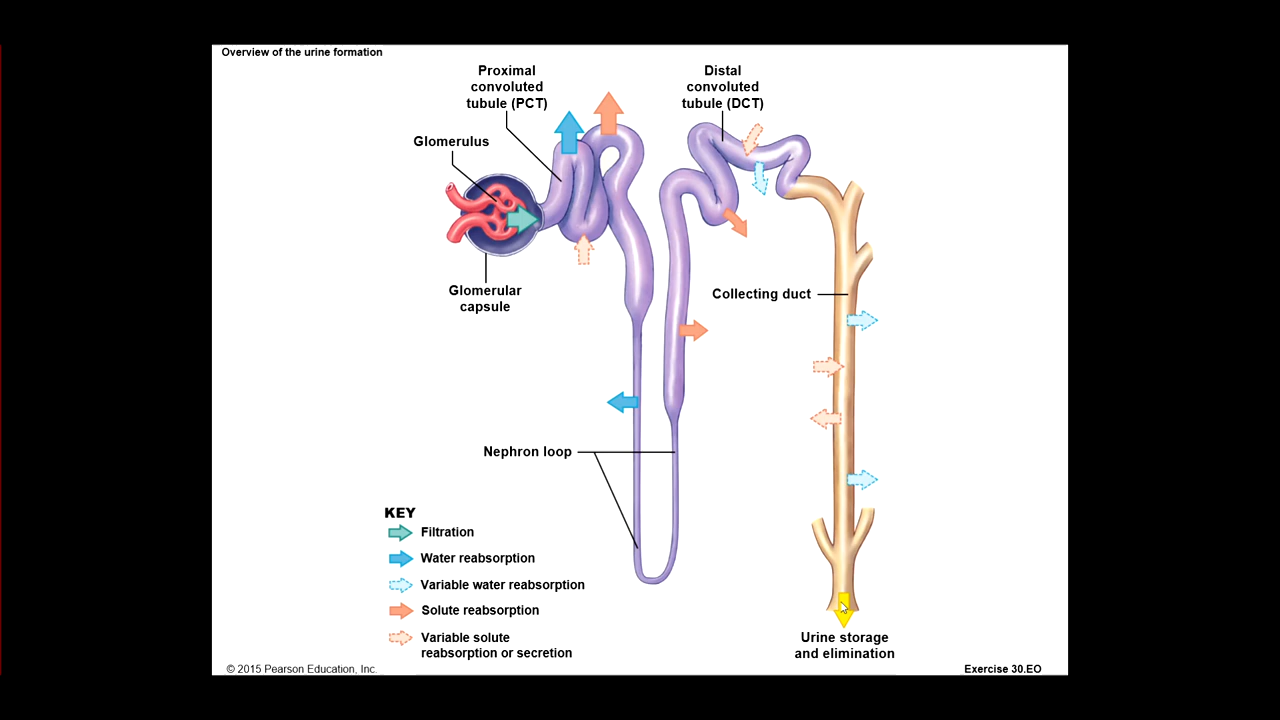 Overview of the urine formation
Proximal
convoluted
tubule (PCT)
Distal
convoluted
tubule (DCT)
Glomerulus
Glomerular
capsule
Collecting duct
Nephron loop
KEY
Filtration
Water reabsorption
Variable water reabsorption
Solute reabsorption
Variable solute
reabsorption or secretion
Urine storage
and elimination
© 2015 Pearson Education, Inc.
Exercise 30.EO